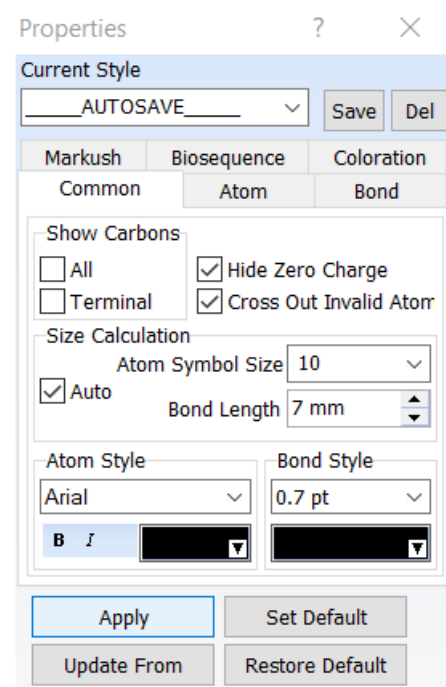 Properties ?
Current Style
_____AUTOSAVE_____
Save Del
Markush Biosequence Coloration
Common Atom Bond
Show Carbons
All
Hide Zero Charge
Terminal
Cross Out Invalid Atom
Size Calculation
Atom Symbol Size 10
Auto
Bond Length 7 mm
Atom Style Bond Style
Arial 0.7 pt
B I
Apply Set Default
Update From Restore Default